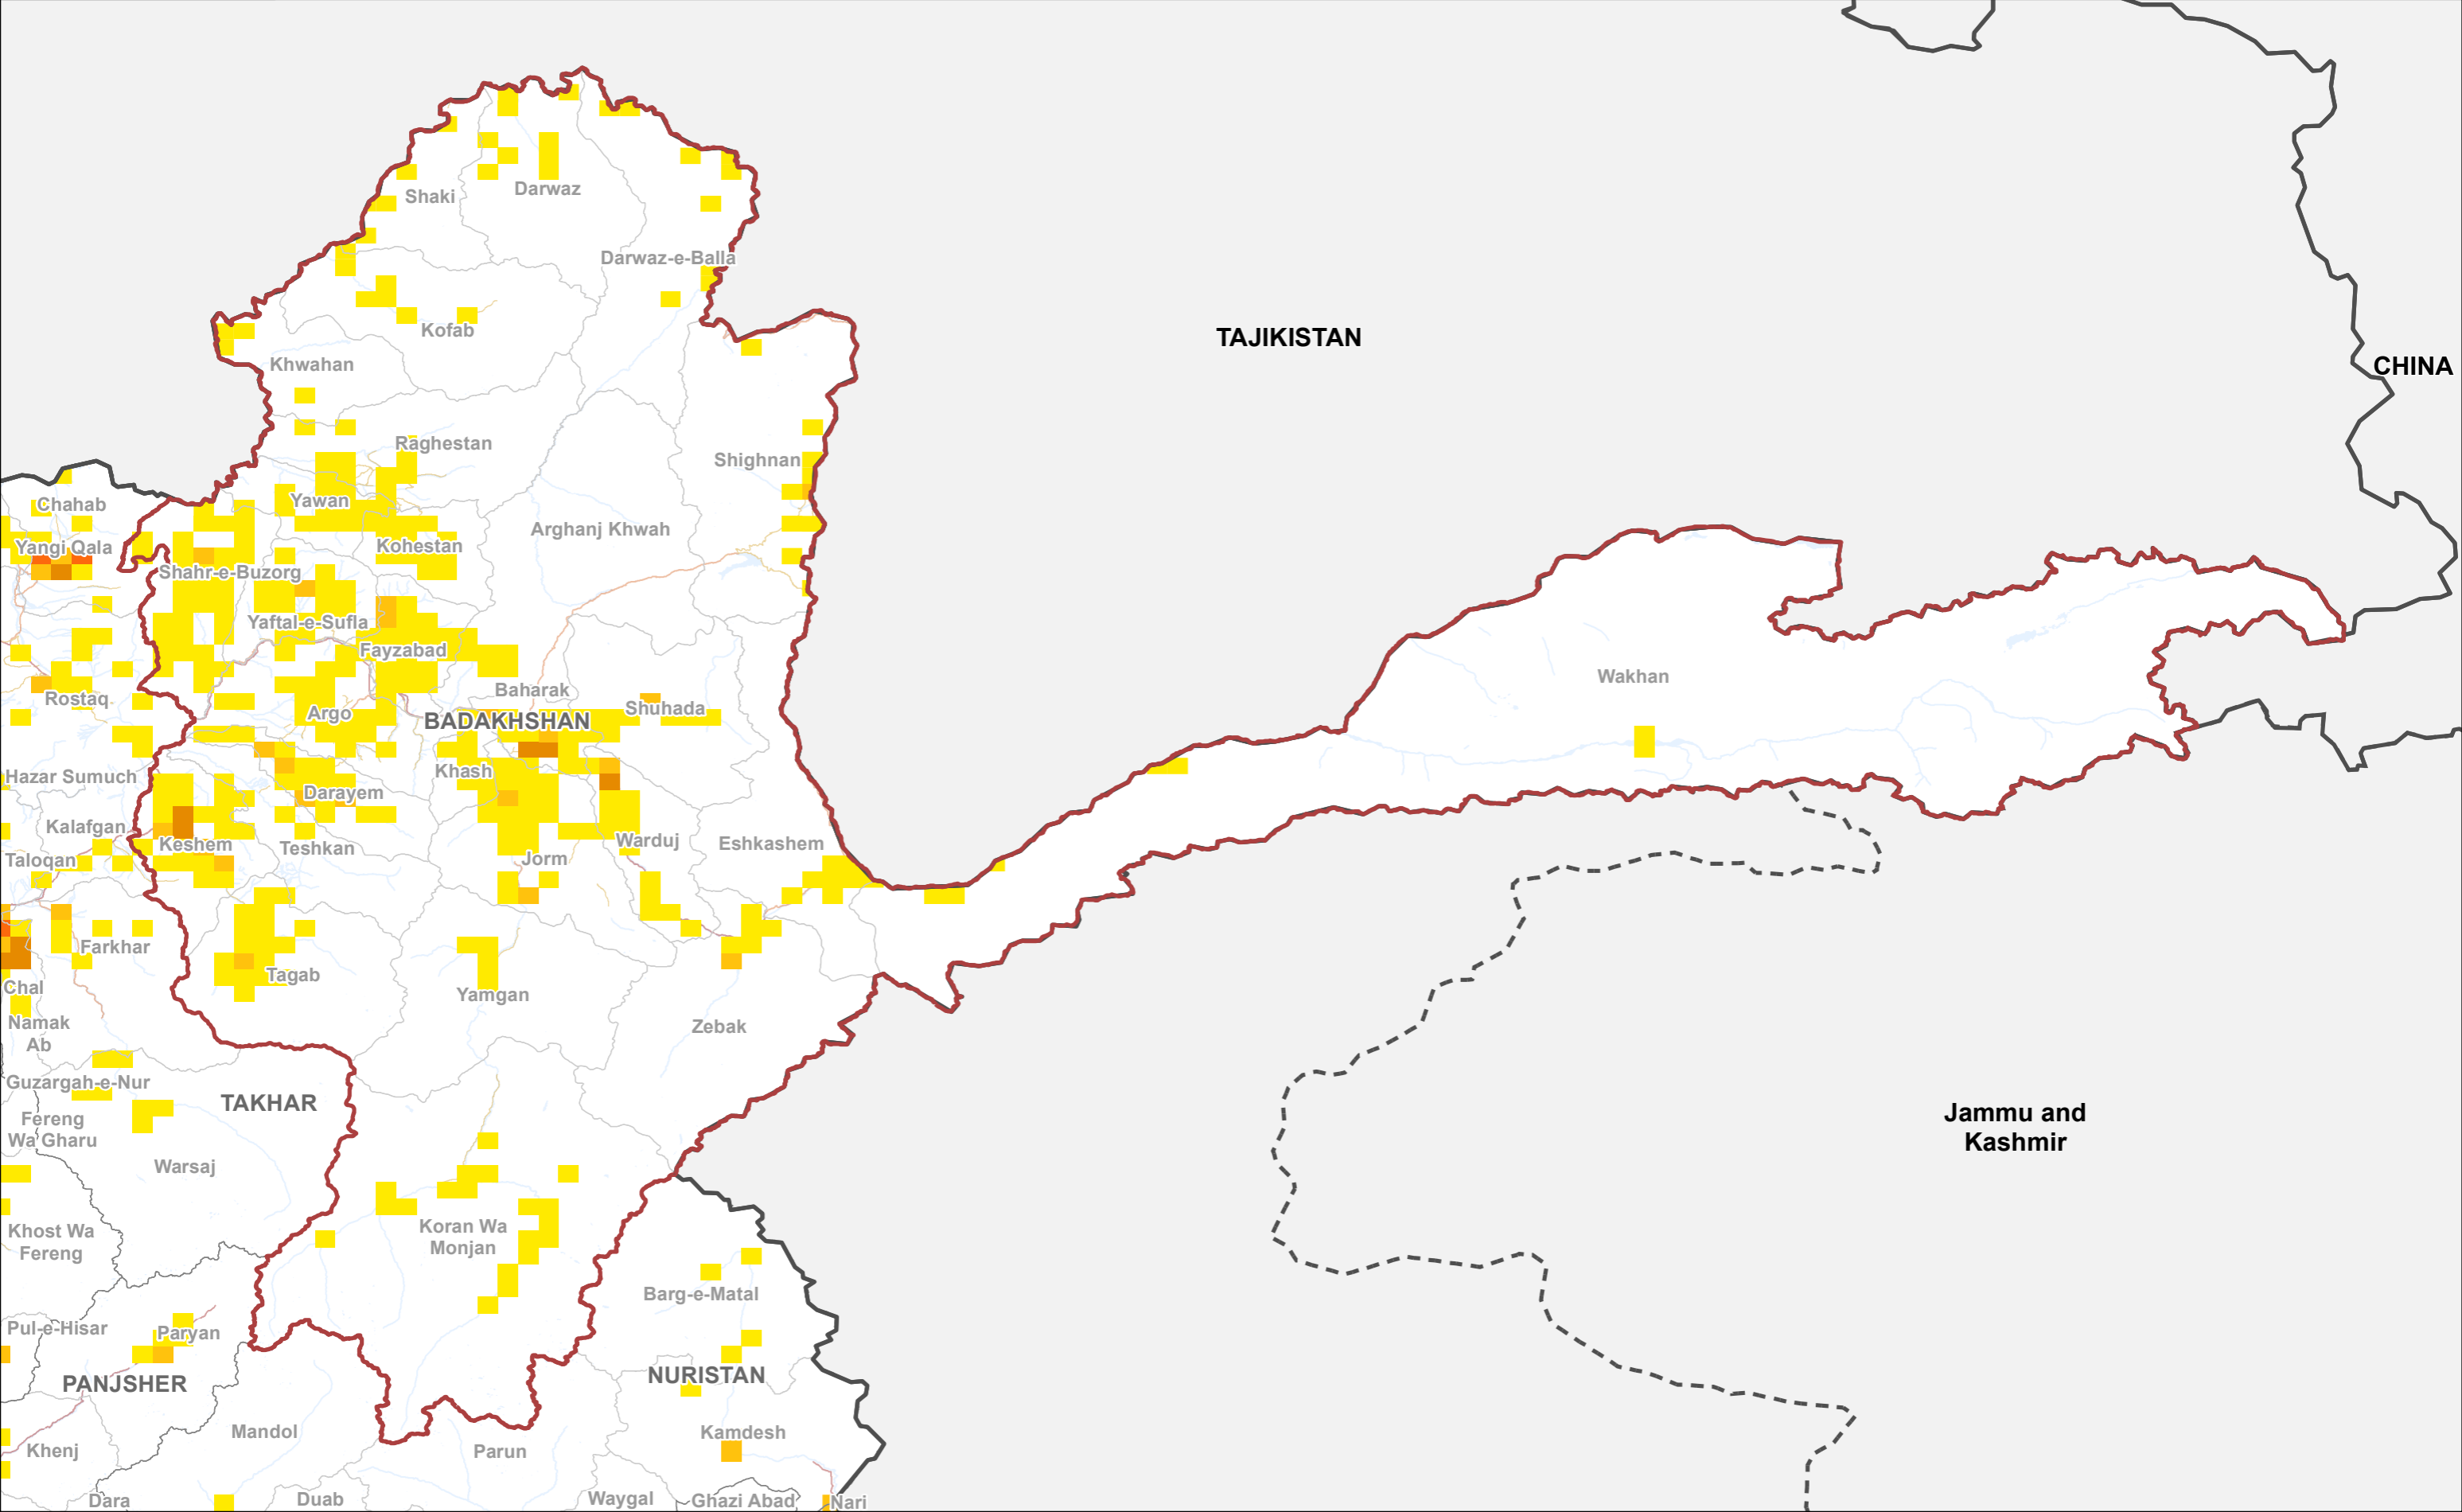 Shaki
Darwaz
Darwaz-e-Balla
TAJIKISTAN
CHINA
Kofab
Khwahan
Raghestan
Shighnan
Chahab
Yawan
Arghanj Khwah
Yangi Qala
Kohestan
Shahr-e-Buzorg
Yaftal-e-Sufla
Fayzabad
Wakhan
Rostaq
Baharak
Shuhada
Argo
BADAKHSHAN
Hazar Sumuch
Khash
Darayem
Kalafgan
Keshem
Teshkan
Warduj
Eshkashem
Taloqan
Jorm
Farkhar
Tagab
Chal
Yamgan
Namak
Ab
Zebak
Guzargah-e-Nur
TAKHAR
Fereng
Wa Gharu
Jammu and
Kashmir
Warsaj
Khost Wa
Fereng
Koran Wa
Monjan
Barg-e-Matal
Pul-e-Hisar
Paryan
PANJSHER
NURISTAN
Mandol
Kamdesh
Khenj
Parun
Dara
Duab
Waygal
Ghazi Abad
Nari